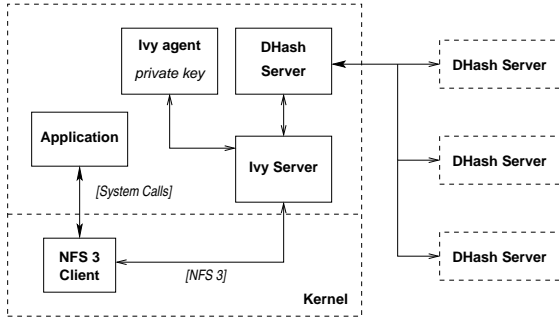 Ivy agent
private key
DHash
Server
DHash Server
Application
Ivy Server
DHash Server
[System Calls]
NFS 3
Client
[NFS 3]
DHash Server
Kernel